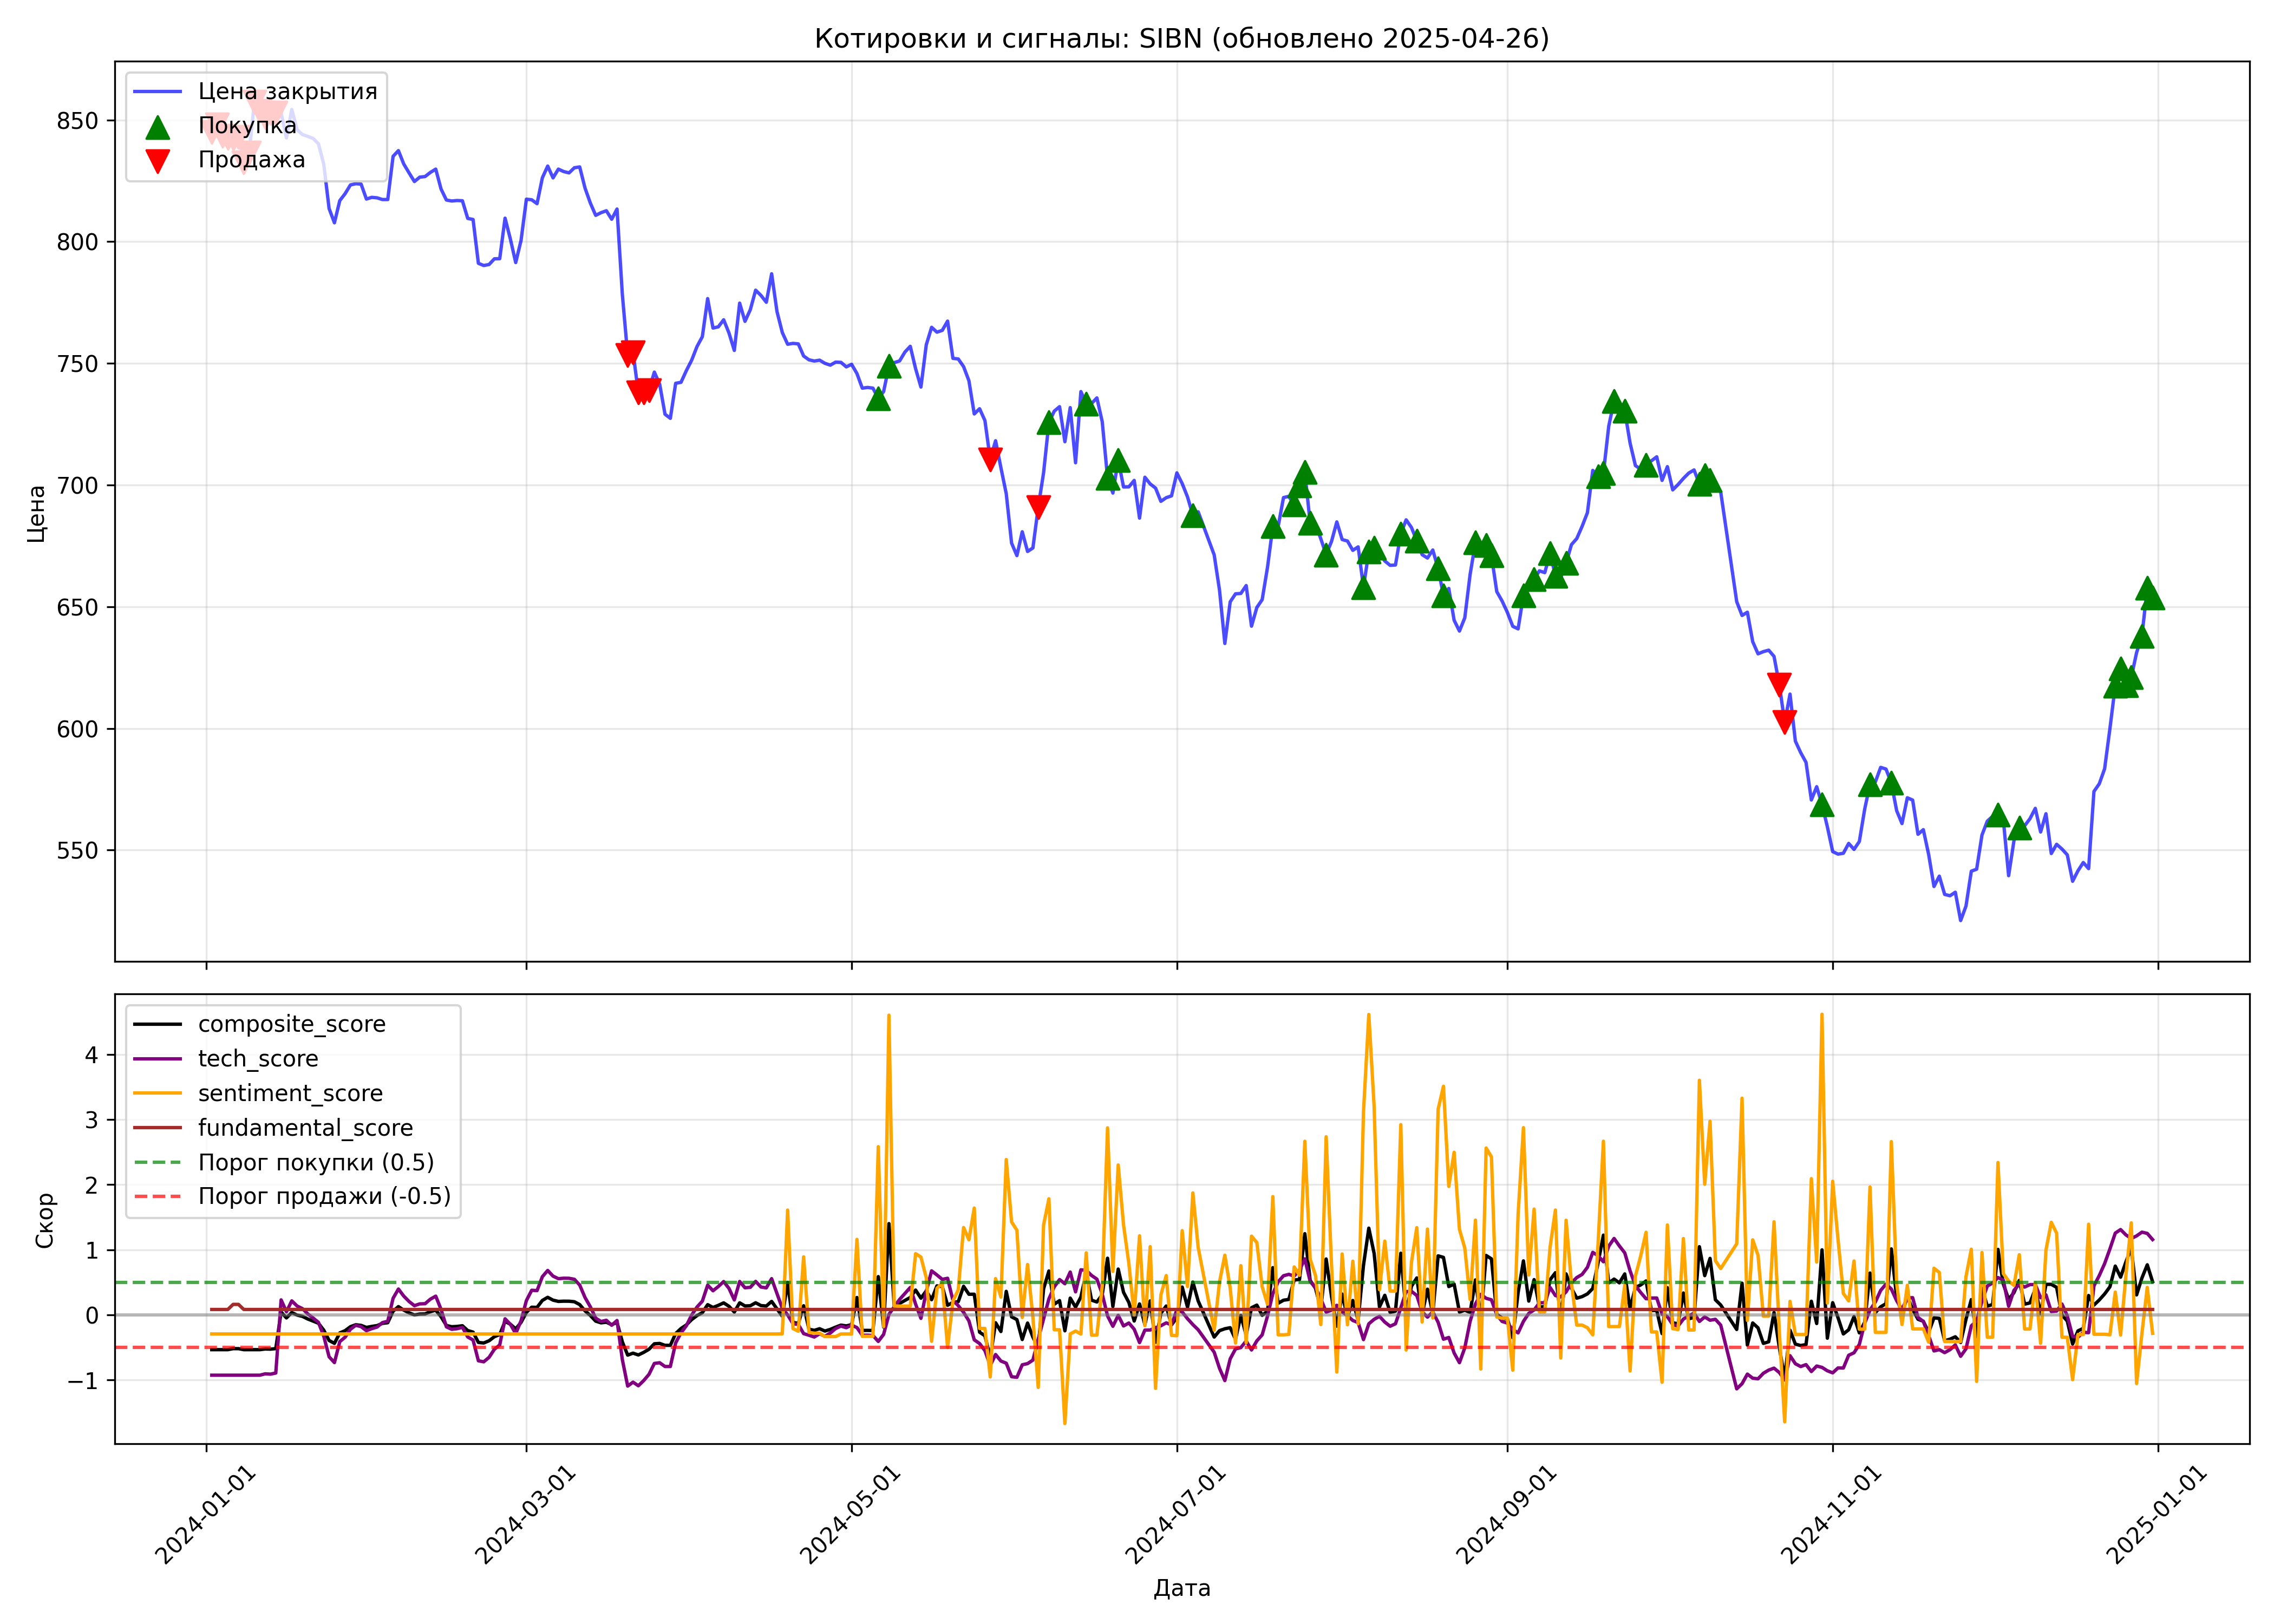 Котировки и сигналы: SIBN (обновлено 2025-04-26)
Цена закрытия
Покупка
Продажа
850
800
750
700
650
600
550
Цена
composite_score
tech_score
sentiment_score
fundamental_score
Порог покупки (0.5)
Порог продажи (-0.5)
4
3
2
1
0
−1
Скор
2024-01-01
2024-03-01
2024-05-01
2024-07-01
2024-09-01
2024-11-01
2025-01-01
Дата